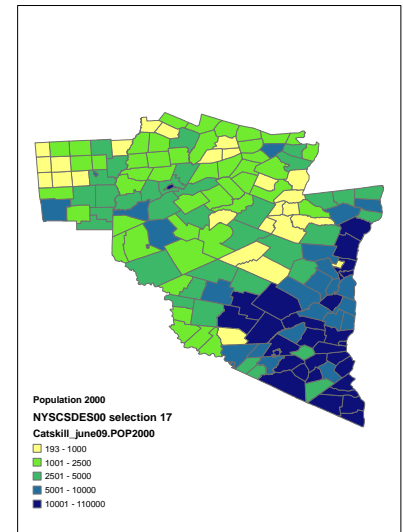 Population 2000
NYSCSDES00 selection 17
Catskill_june09.POP2000
193 - 1000
1001 - 2500
2501 - 5000
5001 - 10000
10001 - 110000